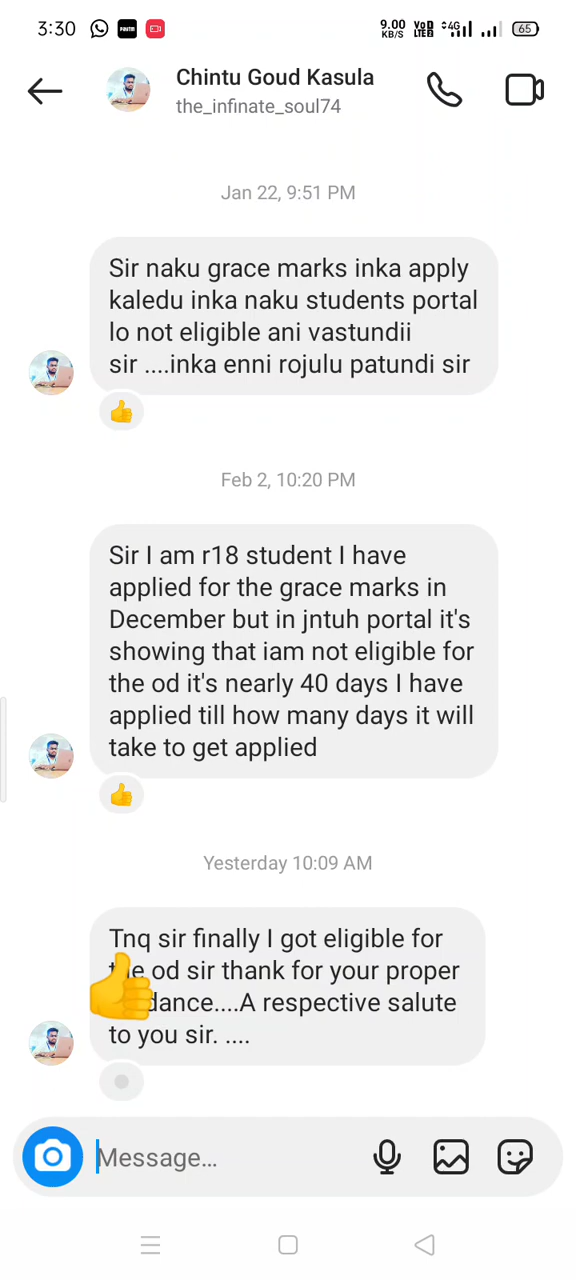 3:30
Paytm
9.00
KB/S
VoD
LTE2
4G
65
Chintu Goud Kasula
the_infinate_soul74
Jan 22, 9:51 PM
Sir naku grace marks inka apply
kaledu inka naku students portal
lo not eligible ani vastundii
sir ....inka enni rojulu patundi sir
Feb 2, 10:20 PM
Sir I am r18 student I have
applied for the grace marks in
December but in jntuh portal it's
showing that iam not eligible for
the od it's nearly 40 days I have
applied till how many days it will
take to get applied
Yesterday 10:09 AM
Tnq sir finally I got eligible for
od sir thank for your proper
....A respective salute
to you sir. ....
Message...